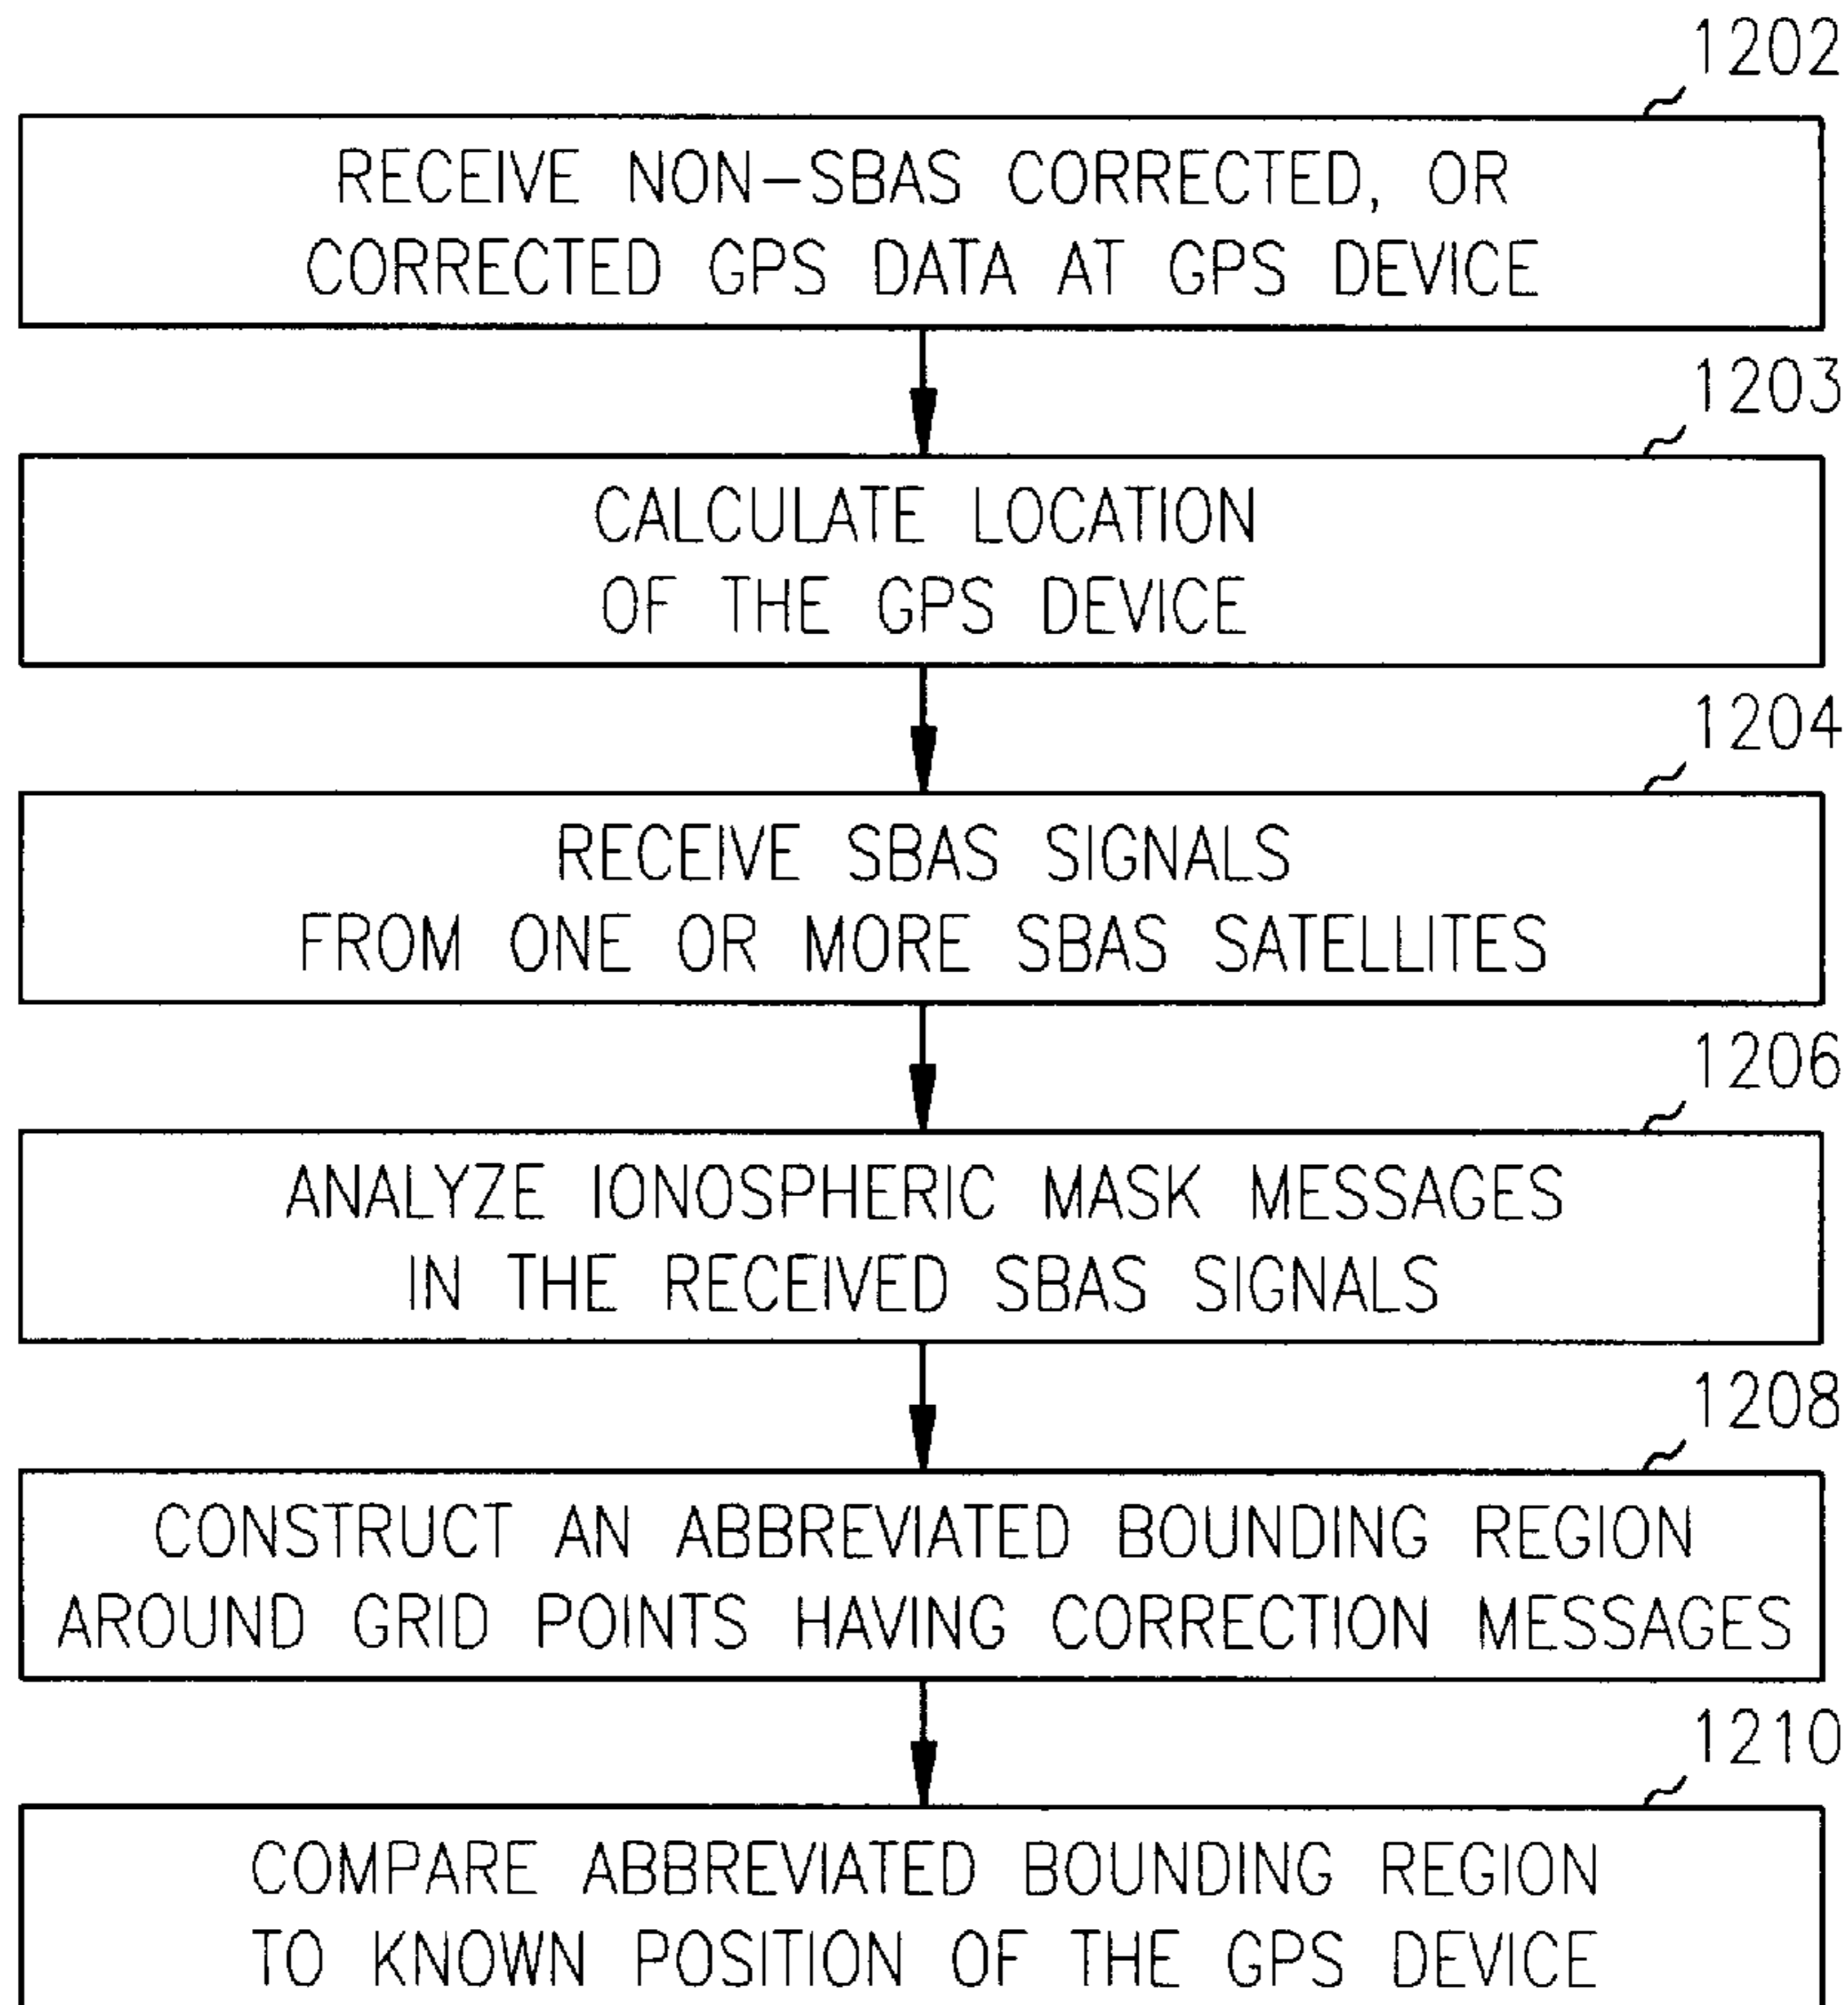 1202
RECEIVE NON-SBAS CORRECTED, OR
CORRECTED GPS DATA AT GPS DEVICE
1203
CALCULATE LOCATION
OF THE GPS DEVICE
1204
RECEIVE SBAS SIGNALS
FROM ONE OR MORE SBAS SATELLITES
1206
ANALYZE IONOSPHERIC MASK MESSAGES
IN THE RECEIVED SBAS SIGNALS
1208
CONSTRUCT AN ABBREVIATED BOUNDING REGION
AROUND GRID POINTS HAVING CORRECTION MESSAGES
1210
COMPARE ABBREVIATED BOUNDING REGION
TO KNOWN POSITION OF THE GPS DEVICE